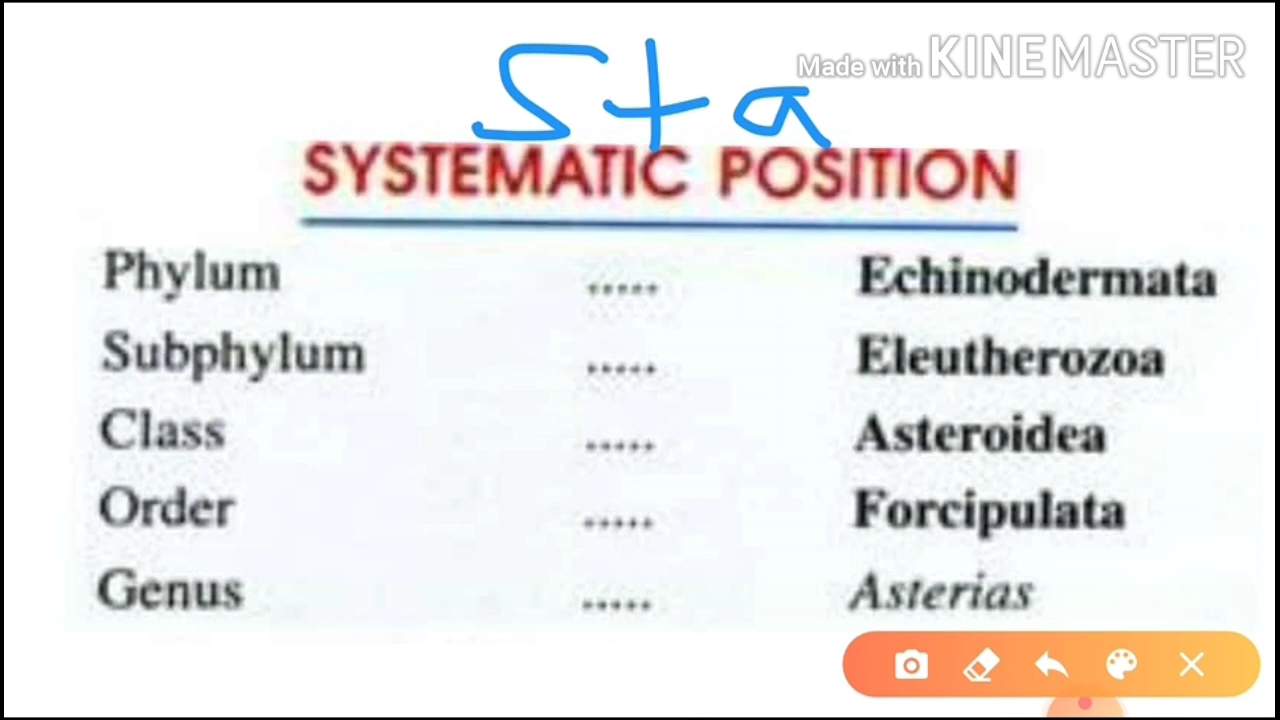 Sta
Made with KINEMASTER
SYSTEMATIC POSITION
Phylum ..... Echinodermata
Subphylum ..... Eleutherozoa
Class ..... Asteroidea
Order ..... Forcipulata
Genus ..... Asterias